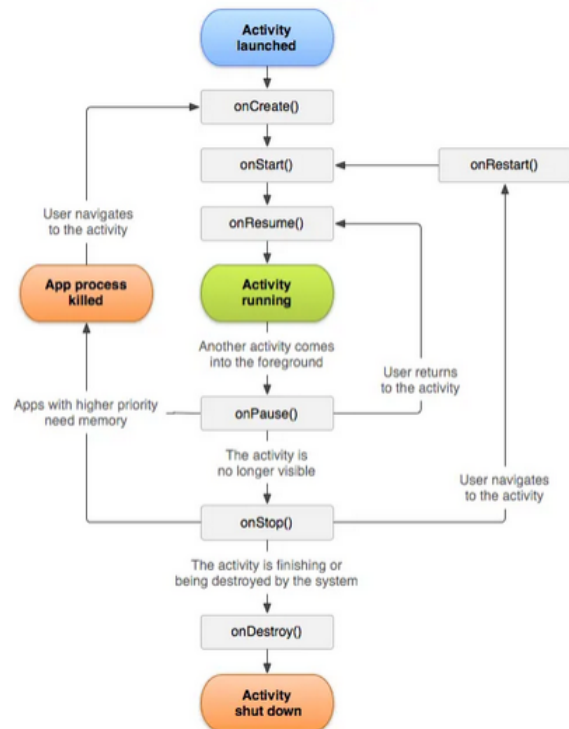 Activity
launched
onCreate()
onStart()
onRestart()
User navigates
to the activity
onResume()
App process
killed
Activity
running
Another activity comes
into the foreground
User returns
to the activity
Apps with higher priority
need memory
onPause()
The activity is
no longer visible
User navigates
to the activity
onStop()
The activity is finishing or
being destroyed by the system
onDestroy()
Activity
shut down